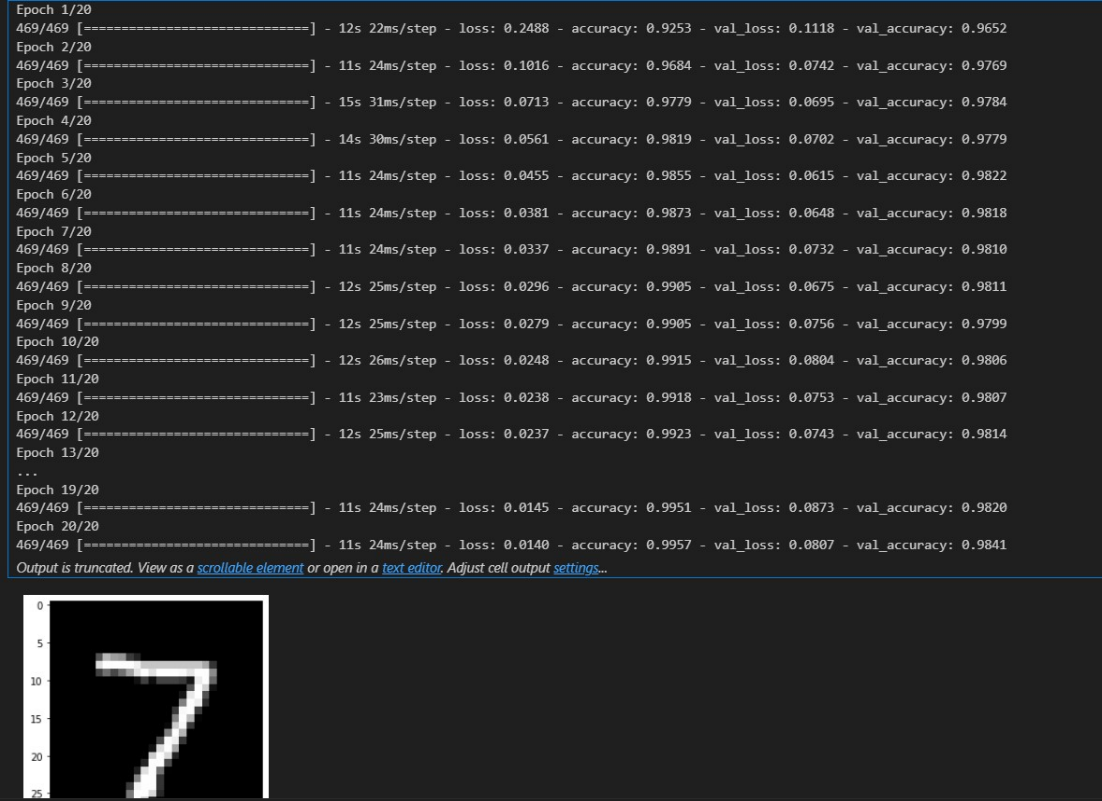 Epoch 1/20
469/469 [==============================] - 12s 22ms/step - loss: 0.2488 - accuracy: 0.9253 - val_loss: 0.1118 - val_accuracy: 0.9652
Epoch 2/20
469/469 [==============================] - 11s 24ms/step - loss: 0.1016 - accuracy: 0.9684 - val_loss: 0.0742 - val_accuracy: 0.9769
Epoch 3/20
469/469 [==============================] - 15s 31ms/step - loss: 0.0713 - accuracy: 0.9779 - val_loss: 0.0695 - val_accuracy: 0.9784
Epoch 4/20
469/469 [==============================] - 14s 30ms/step - loss: 0.0561 - accuracy: 0.9819 - val_loss: 0.0702 - val_accuracy: 0.9779
Epoch 5/20
469/469 [==============================] - 11s 24ms/step - loss: 0.0455 - accuracy: 0.9855 - val_loss: 0.0615 - val_accuracy: 0.9822
Epoch 6/20
469/469 [==============================] - 11s 24ms/step - loss: 0.0381 - accuracy: 0.9873 - val_loss: 0.0648 - val_accuracy: 0.9818
Epoch 7/20
469/469 [==============================] - 11s 24ms/step - loss: 0.0337 - accuracy: 0.9891 - val_loss: 0.0732 - val_accuracy: 0.9810
Epoch 8/20
469/469 [==============================] - 12s 25ms/step - loss: 0.0296 - accuracy: 0.9905 - val_loss: 0.0675 - val_accuracy: 0.9811
Epoch 9/20
469/469 [==============================] - 12s 25ms/step - loss: 0.0279 - accuracy: 0.9905 - val_loss: 0.0756 - val_accuracy: 0.9799
Epoch 10/20
469/469 [==============================] - 12s 26ms/step - loss: 0.0248 - accuracy: 0.9915 - val_loss: 0.0804 - val_accuracy: 0.9806
Epoch 11/20
469/469 [==============================] - 11s 23ms/step - loss: 0.0238 - accuracy: 0.9918 - val_loss: 0.0753 - val_accuracy: 0.9807
Epoch 12/20
469/469 [==============================] - 12s 25ms/step - loss: 0.0237 - accuracy: 0.9923 - val_loss: 0.0743 - val_accuracy: 0.9814
Epoch 13/20
...
Epoch 19/20
469/469 [==============================] - 11s 24ms/step - loss: 0.0145 - accuracy: 0.9951 - val_loss: 0.0873 - val_accuracy: 0.9820
Epoch 20/20
469/469 [==============================] - 11s 24ms/step - loss: 0.0140 - accuracy: 0.9957 - val_loss: 0.0807 - val_accuracy: 0.9841
Output is truncated. View as a scrollable element or open in a text editor. Adjust cell output settings...
0
5
10
15
20
25
7